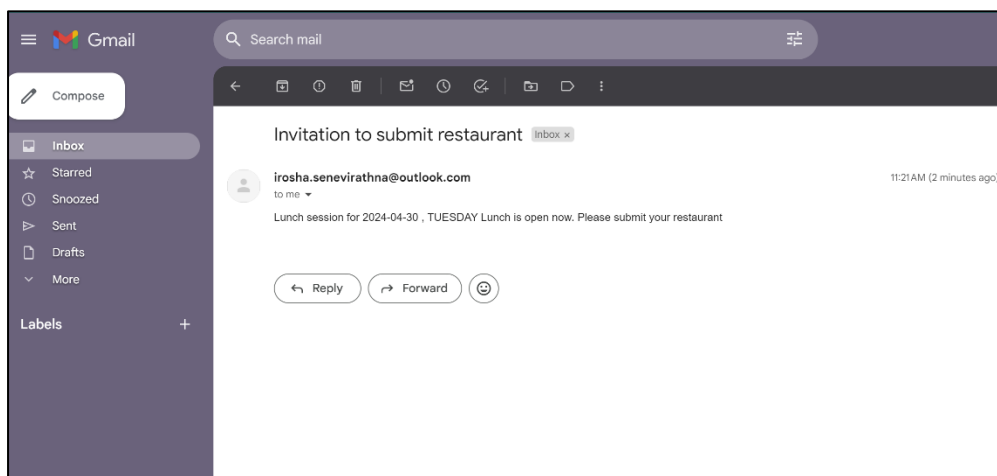 Gmail
Search mail
Compose
Inbox
Starred
Snoozed
Sent
Drafts
More
Labels
Invitation to submit restaurant Inbox ×
irosha.senevirathna@outlook.com 11:21 AM (2 minutes ago)
to me
Lunch session for 2024-04-30 , TUESDAY Lunch is open now. Please submit your restaurant
Reply Forward